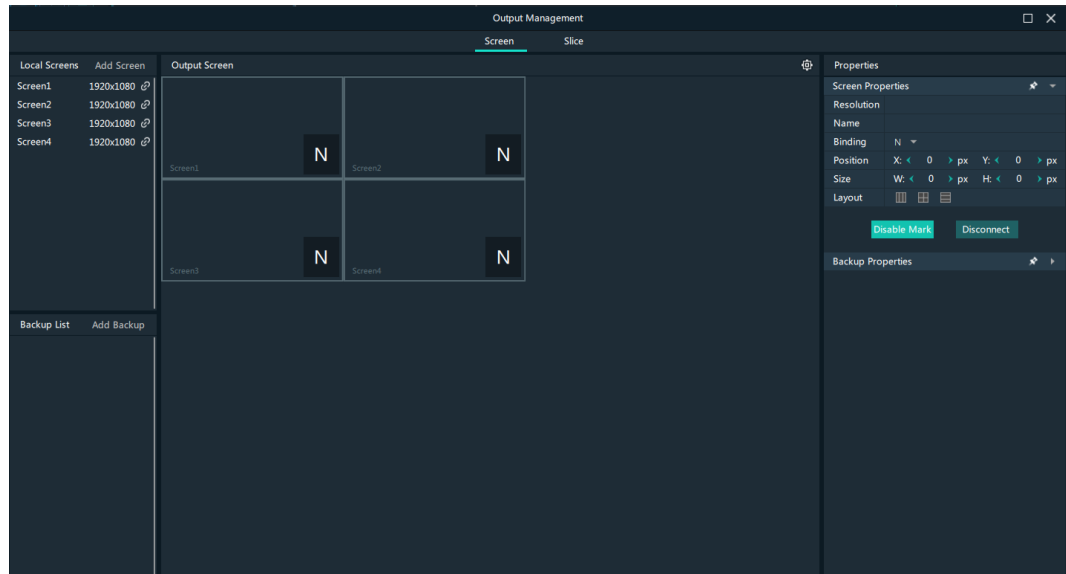 Output Management
Screen Slice
Local Screens Add Screen
Screen1 1920x1080
Screen2 1920x1080
Screen3 1920x1080
Screen4 1920x1080
Output Screen
N
Screen1
N
Screen2
N
Screen3
N
Screen4
Backup List Add Backup
Properties
Screen Properties
Resolution
Name
Binding N
Position X: 0 px Y: 0 px
Size W: 0 px H: 0 px
Layout
Disable Mark Disconnect
Backup Properties